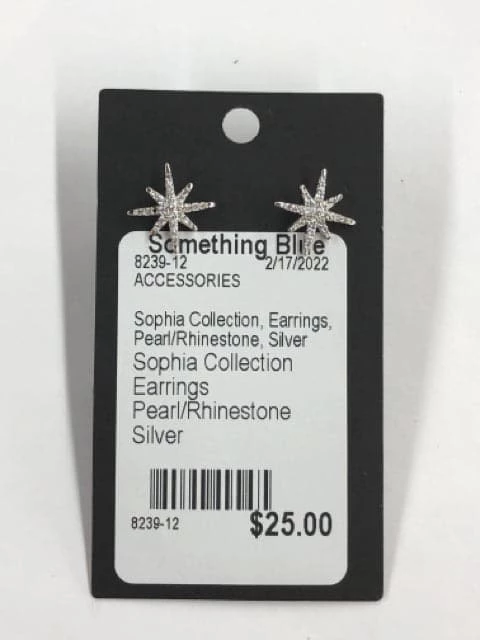 Something Blue
8239-12 2/17/2022
ACCESSORIES
Sophia Collection, Earrings,
Pearl/Rhinestone, Silver
Sophia Collection
Earrings
Pearl/Rhinestone
Silver
8239-12 $25.00